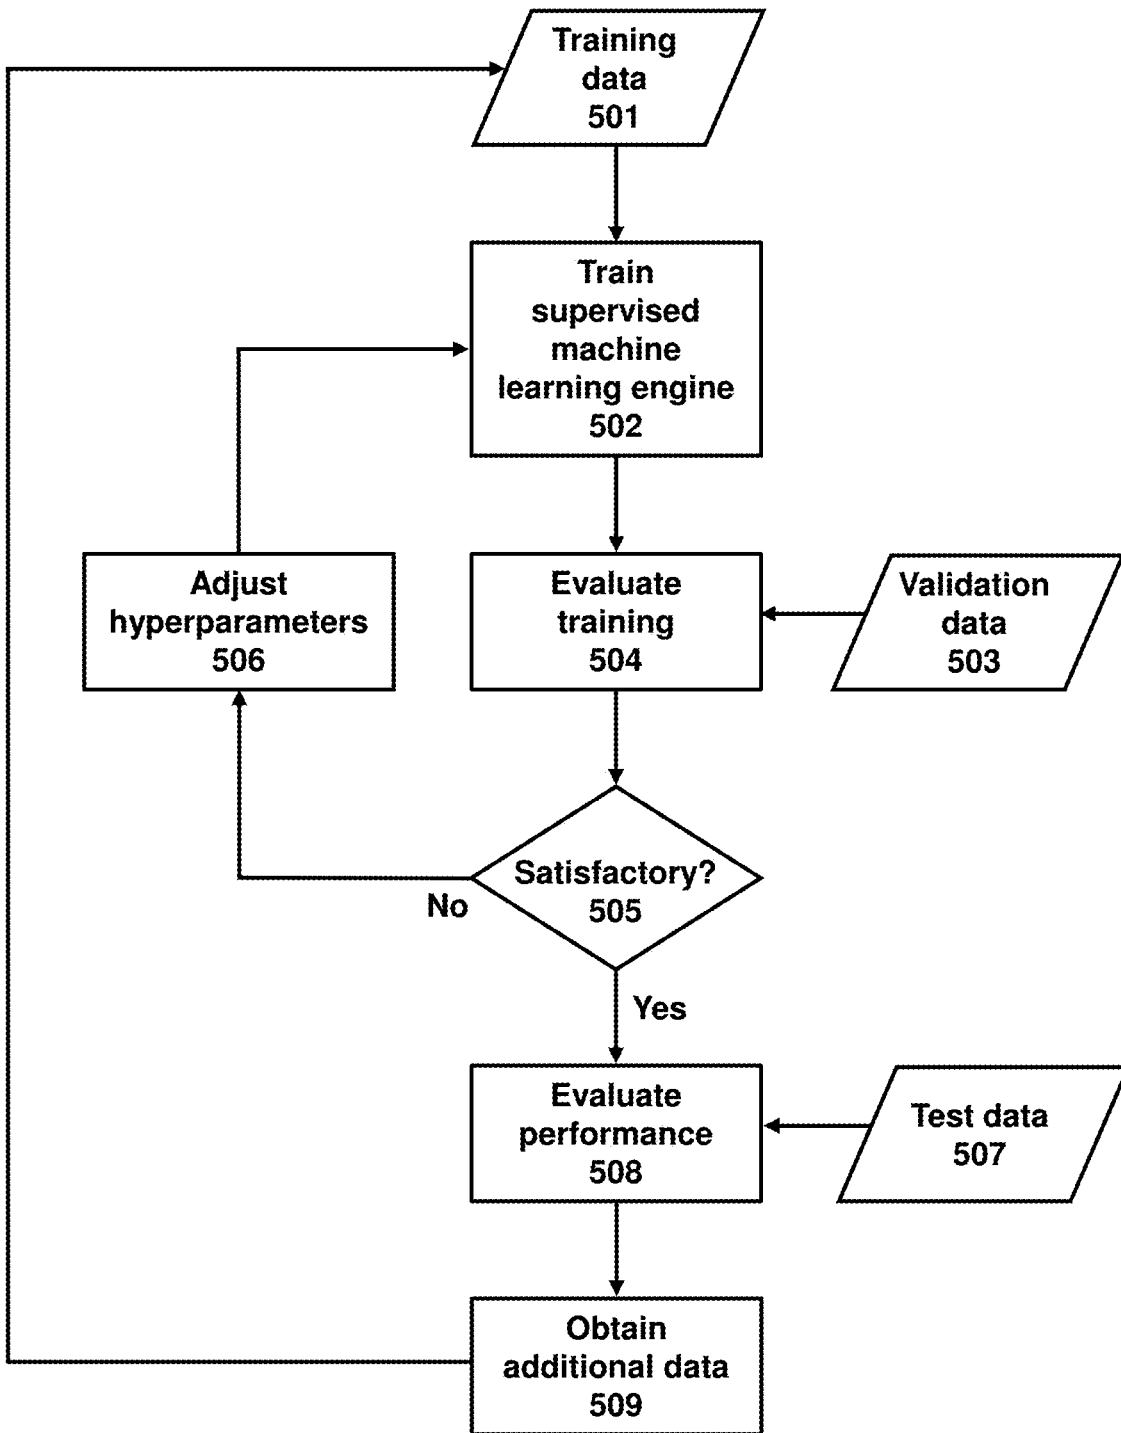 Training
data
501
Train
supervised
machine
learning engine
502
Adjust
hyperparameters
506
Evaluate
training
504
Validation
data
503
Satisfactory?
505
No
Yes
Evaluate
performance
508
Test data
507
Obtain
additional data
509